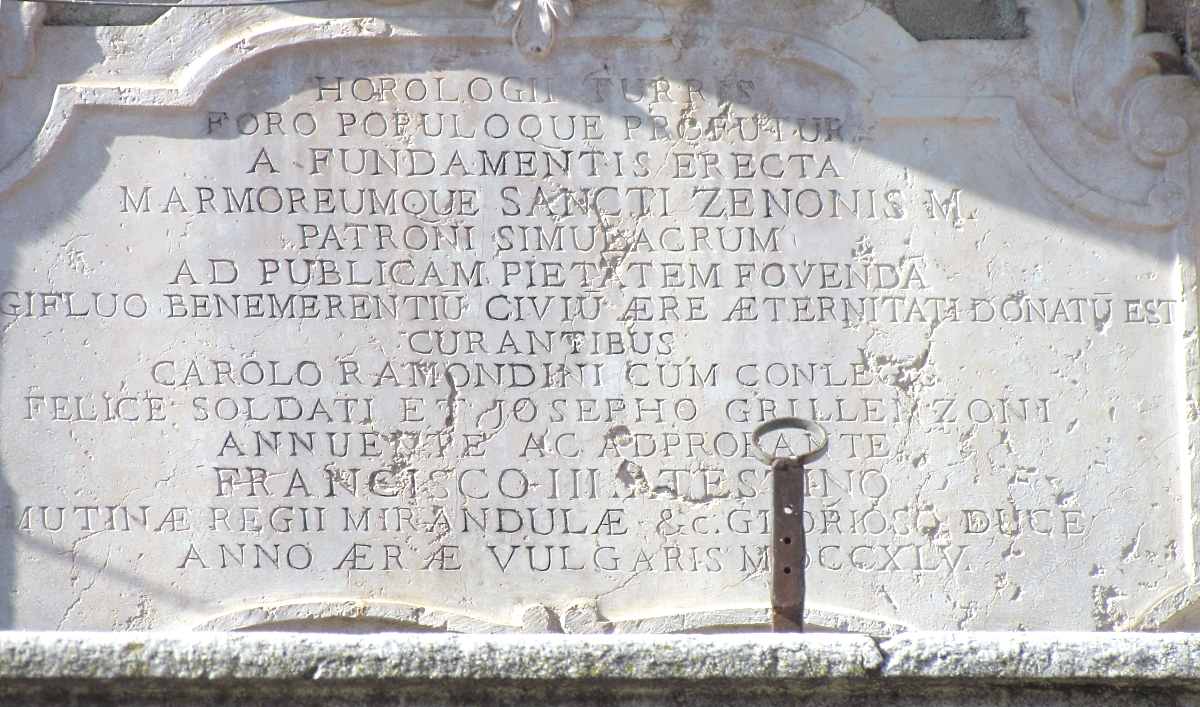 HOROLOGII TURRIS
FORO POPULOQUE PROFUTURA
A FUNDAMENTIS ERECTA
MARMOREUMQUE SANCTI ZENONIS M.
PATRONI SIMULACRUM
AD PUBLICAM PIETATEM FOVENDA
GIFLUO BENEMERENTIŪ CIVIŪ ÆRE ÆTERNITATI DONATŪ EST
CURANTIBUS
CAROLO RAMONDINI CUM CONLEG
FELICE SOLDATI ET JOSEPHO GRILLENZONI
ANNUENTE AC ADPROBANTE
FRANCISCO III ATESTINO
MUTINÆ REGII MIRANDULÆ &c. GLORIOSO DUCE
ANNO ÆRÆ VULGARIS MDCCXLV.